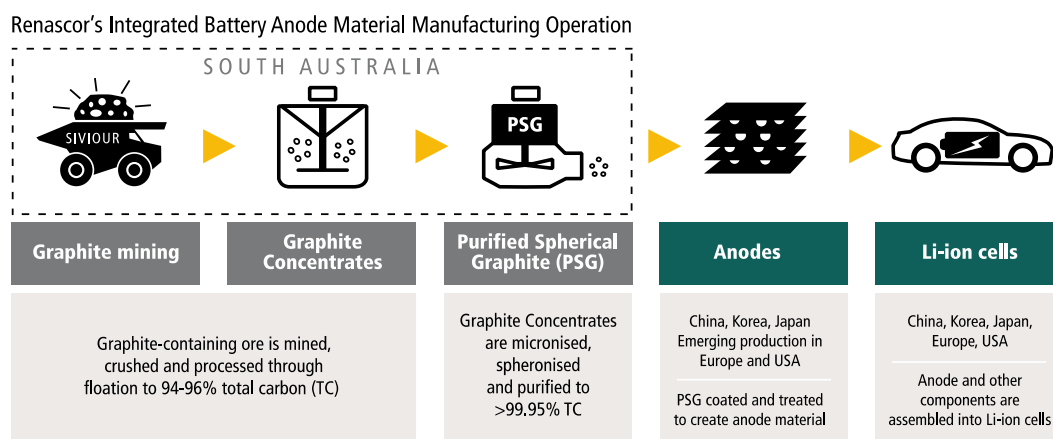 Renascor's Integrated Battery Anode Material Manufacturing Operation
SOUTH AUSTRALIA
SIVIOUR
PSG
Graphite mining
Graphite
Concentrates
Purified Spherical
Graphite (PSG)
Anodes
Li-ion cells
Graphite-containing ore is mined,
crushed and processed through
floation to 94-96% total carbon (TC)
Graphite Concentrates
are micronised,
spheronised
and purified to
>99.95% TC
China, Korea, Japan
Emerging production in
Europe and USA
PSG coated and treated
to create anode material
China, Korea, Japan,
Europe, USA
Anode and other
components are
assembled into Li-ion cells